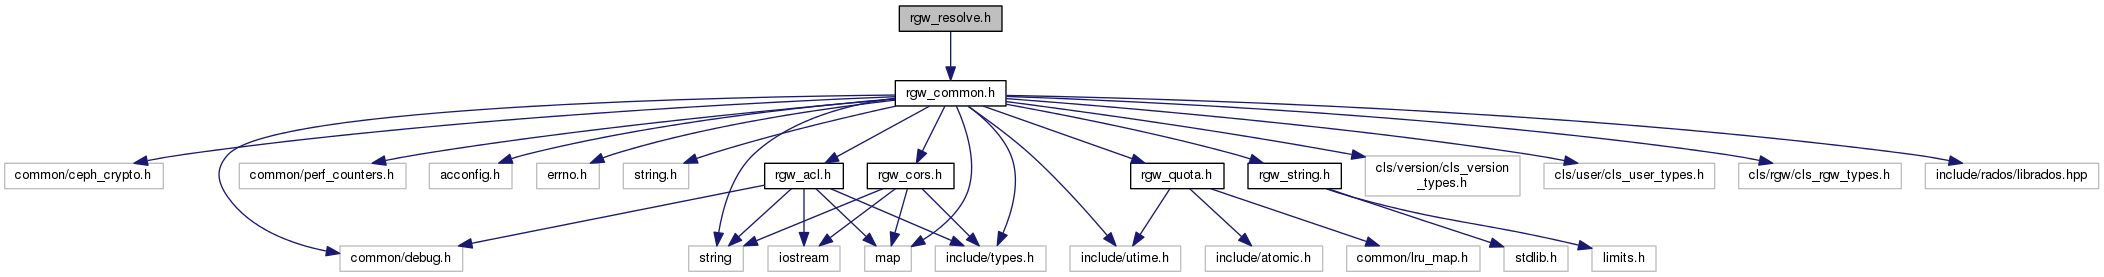 rgw_resolve.h
rgw_common.h
common/ceph_crypto.h
common/perf_counters.h
acconfig.h
errno.h
string.h
rgw_acl.h
rgw_cors.h
rgw_quota.h
rgw_string.h
cls/version/cls_version
_types.h
cls/user/cls_user_types.h
cls/rgw/cls_rgw_types.h
include/rados/librados.hpp
common/debug.h
string
iostream
map
include/types.h
include/utime.h
include/atomic.h
common/lru_map.h
stdlib.h
limits.h